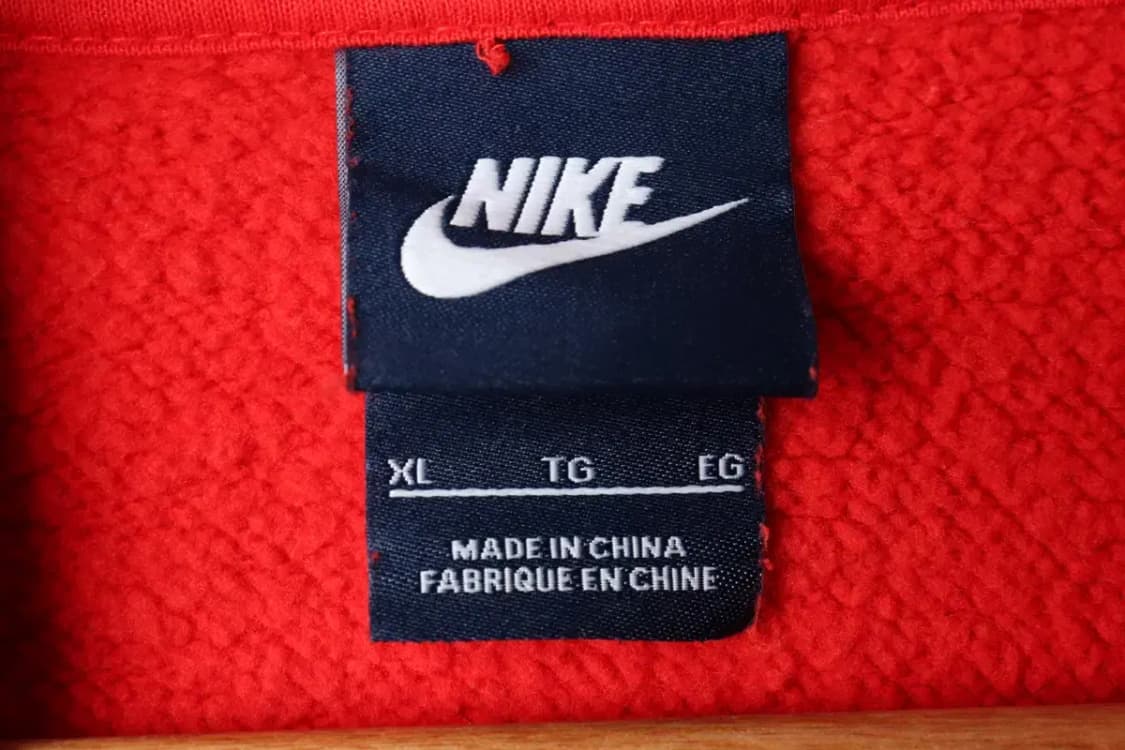 NIKE
XL TG EG
MADE IN CHINA
FABRIQUE EN CHINE